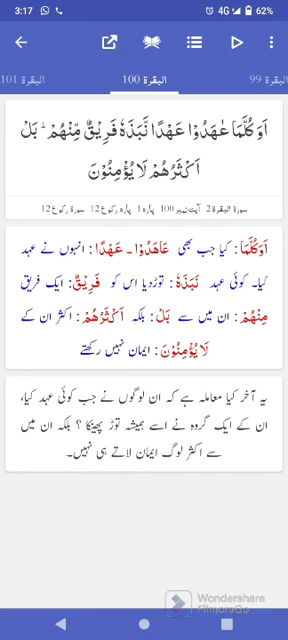 3:17 4G 62%
البقرة 101 البقرة 100 البقرة 99
اَوَكُلَّمَا عٰهَدُوْا عَهْدًا نَّبَذَهٗ فَرِيْقٌ مِّنْهُمْ ؕ بَلْ
اَكْثَرُهُمْ لَا يُؤْمِنُوْنَ
سورة البقرة 2 آیت نمبر 100 پارہ 1 پارہ رکوع 12 سورۃ رکوع 12
اَوَكُلَّمَا: کیا جب بھی عَاهَدُوْا ۔ عَهْدًا: انہوں نے عہد
کیا۔ کوئی عہد نَبَذَهٗ: توڑ دیا اس کو فَرِيْقٌ: ایک فریق
مِنْهُمْ: ان میں سے بَلْ: بلکہ اَكْثَرُهُمْ: اکثر ان کے
لَا يُؤْمِنُوْنَ: ایمان نہیں رکھتے
یہ آخر کیا معاملہ ہے کہ ان لوگوں نے جب کوئی عہد کیا،
ان کے ایک گروہ نے اسے ہمیشہ توڑ پھینکا ؟ بلکہ ان میں
سے اکثر لوگ ایمان لاتے ہی نہیں۔
Wondershare
FilmoraGo